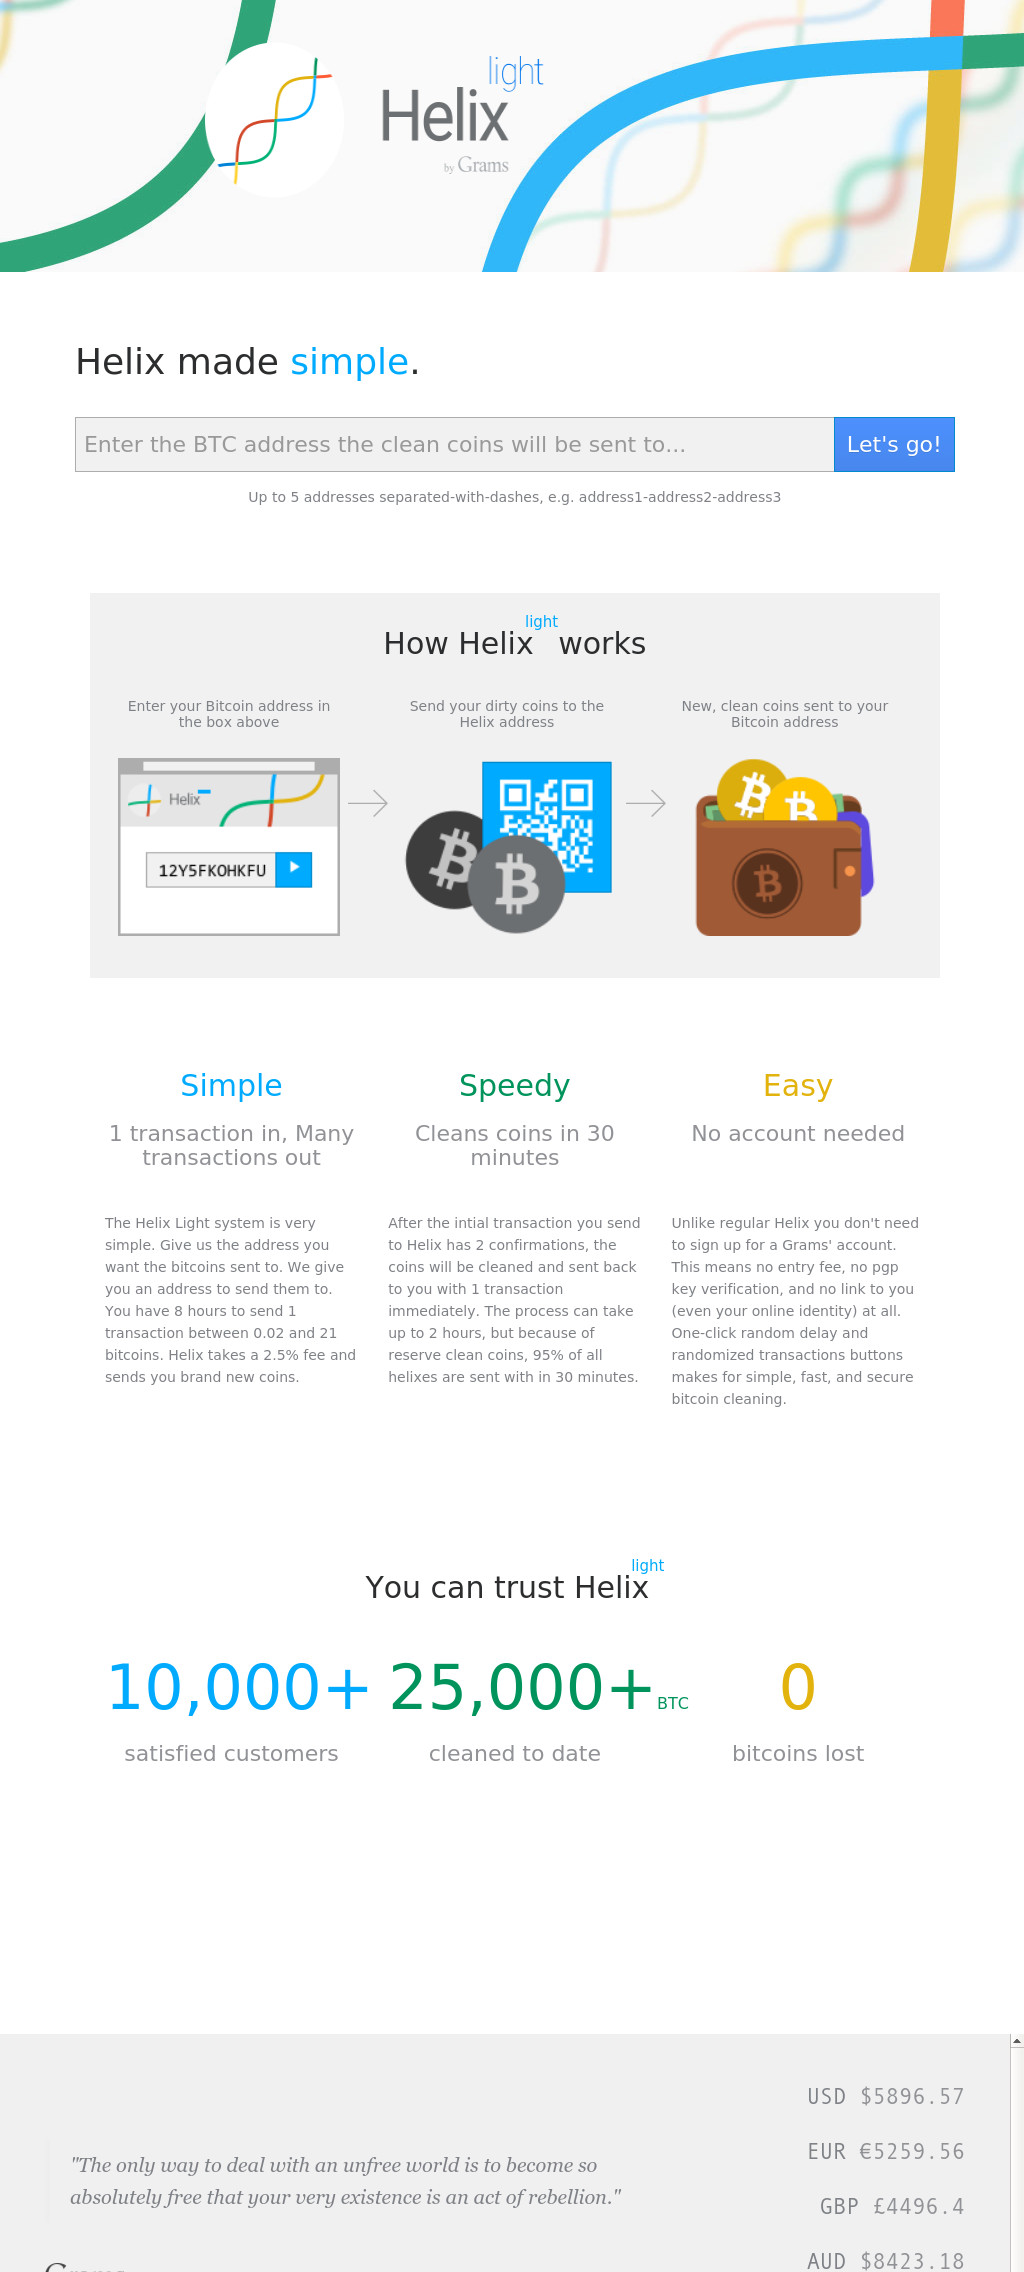 light
Helix
by Grams
Helix made simple.
Enter the BTC address the clean coins will be sent to...
Let's go!
Up to 5 addresses separated-with-dashes, e.g. address1-address2-address3
How Helix light works
Enter your Bitcoin address in
the box above
Send your dirty coins to the
Helix address
New, clean coins sent to your
Bitcoin address
Helix
12Y5FKOHKFU
Simple
1 transaction in, Many
transactions out
The Helix Light system is very
simple. Give us the address you
want the bitcoins sent to. We give
you an address to send them to.
You have 8 hours to send 1
transaction between 0.02 and 21
bitcoins. Helix takes a 2.5% fee and
sends you brand new coins.
Speedy
Cleans coins in 30
minutes
After the intial transaction you send
to Helix has 2 confirmations, the
coins will be cleaned and sent back
to you with 1 transaction
immediately. The process can take
up to 2 hours, but because of
reserve clean coins, 95% of all
helixes are sent with in 30 minutes.
Easy
No account needed
Unlike regular Helix you don't need
to sign up for a Grams' account.
This means no entry fee, no pgp
key verification, and no link to you
(even your online identity) at all.
One-click random delay and
randomized transactions buttons
makes for simple, fast, and secure
bitcoin cleaning.
You can trust Helix light
10,000+
satisfied customers
25,000+ BTC
cleaned to date
0
bitcoins lost
"The only way to deal with an unfree world is to become so
absolutely free that your very existence is an act of rebellion."
USD $5896.57
EUR €5259.56
GBP £4496.4
AUD $8423.18